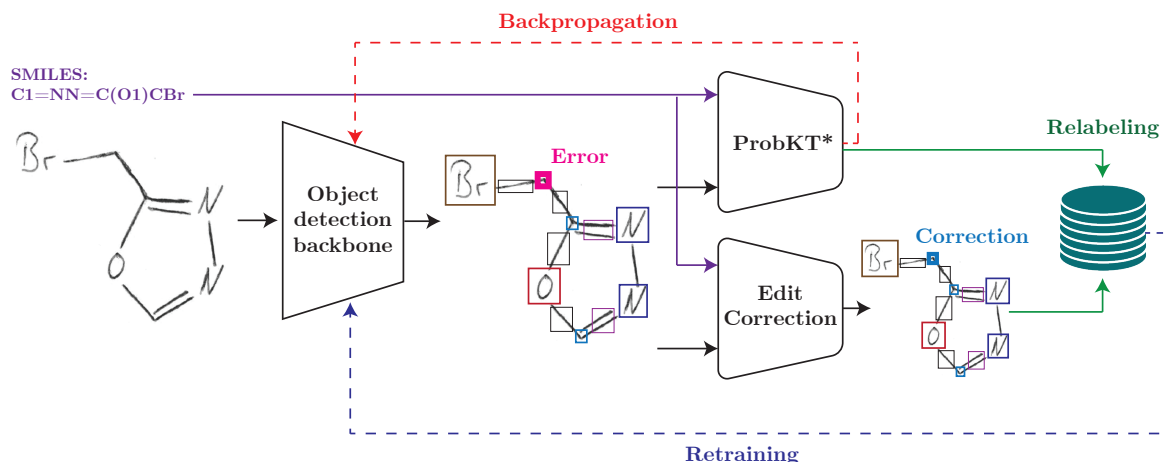 Backpropagation
SMILES:
C1=NN=C(O1)CBr
ProbKT*
Relabeling
Br
N
N
O
Object
detection
backbone
Error
Br
N
N
O
Edit
Correction
Correction
Br
N
N
O
Retraining